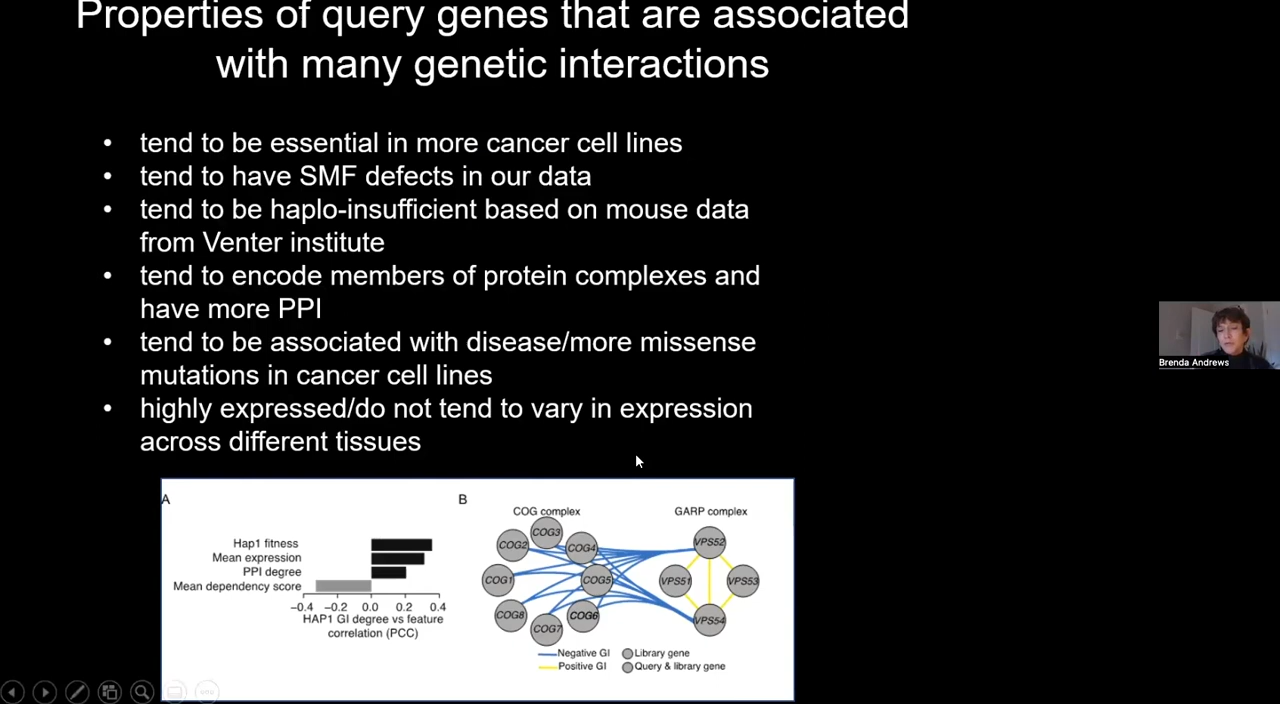 Properties of query genes that are associated
with many genetic interactions
• tend to be essential in more cancer cell lines
• tend to have SMF defects in our data
• tend to be haplo-insufficient based on mouse data
from Venter institute
• tend to encode members of protein complexes and
have more PPI
• tend to be associated with disease/more missense
mutations in cancer cell lines
• highly expressed/do not tend to vary in expression
across different tissues
A
Hap1 fitness
Mean expression
PPI degree
Mean dependency score
−0.4 −0.2 0.0 0.2 0.4
HAP1 GI degree vs feature
correlation (PCC)
B
COG complex
GARP complex
COG3
COG2
COG4
COG1
COG5
COG8
COG6
COG7
VPS52
VPS51
VPS53
VPS54
Negative GI
Library gene
Positive GI
Query & library gene
Brenda Andrews